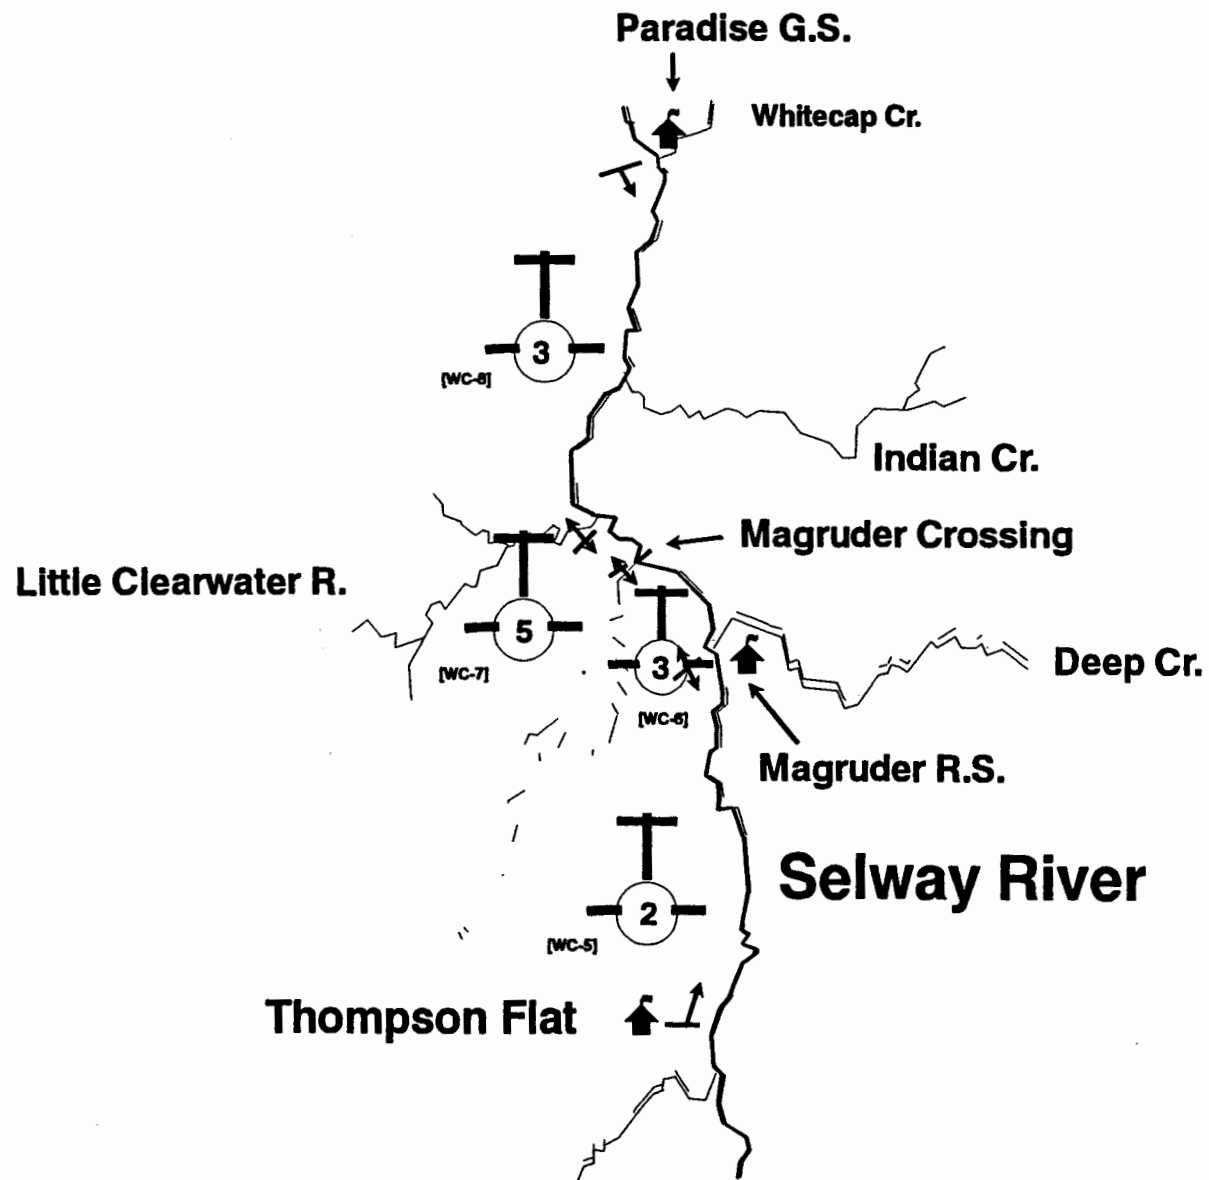 Paradise G.S.
Whitecap Cr.
3
[WC-8]
Indian Cr.
Magruder Crossing
Little Clearwater R.
5
[WC-7]
3
[WC-6]
Deep Cr.
Magruder R.S.
Selway River
2
[WC-5]
Thompson Flat